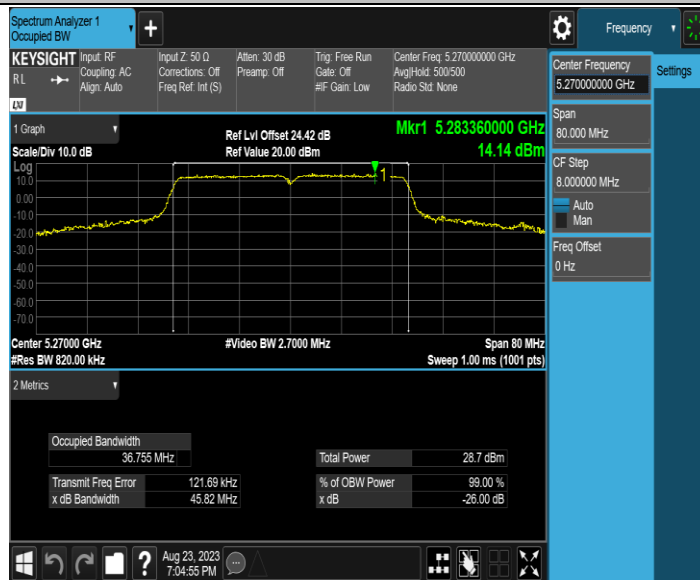 Spectrum Analyzer 1
Occupied BW
+
Frequency
KEYSIGHT
R L
LXI
Input: RF
Coupling: AC
Align: Auto
Input Z: 50 Ω
Corrections: Off
Freq Ref: Int (S)
Atten: 30 dB
Preamp: Off
Trig: Free Run
Gate: Off
#IF Gain: Low
Center Freq: 5.270000000 GHz
Avg|Hold: 500/500
Radio Std: None
Center Frequency
5.270000000 GHz
Settings
Span
80.000 MHz
CF Step
8.000000 MHz
Auto
Man
Freq Offset
0 Hz
1 Graph
Scale/Div 10.0 dB
Ref Lvl Offset 24.42 dB
Ref Value 20.00 dBm
Mkr1 5.283360000 GHz
14.14 dBm
Log
10.0
0.00
-10.0
-20.0
-30.0
-40.0
-50.0
-60.0
-70.0
1
Center 5.27000 GHz
#Video BW 2.7000 MHz
Span 80 MHz
#Res BW 820.00 kHz
Sweep 1.00 ms (1001 pts)
2 Metrics
Occupied Bandwidth
36.755 MHz
Total Power 28.7 dBm
Transmit Freq Error 121.69 kHz
% of OBW Power 99.00 %
x dB Bandwidth 45.82 MHz
x dB -26.00 dB
?
Aug 23, 2023
7:04:55 PM